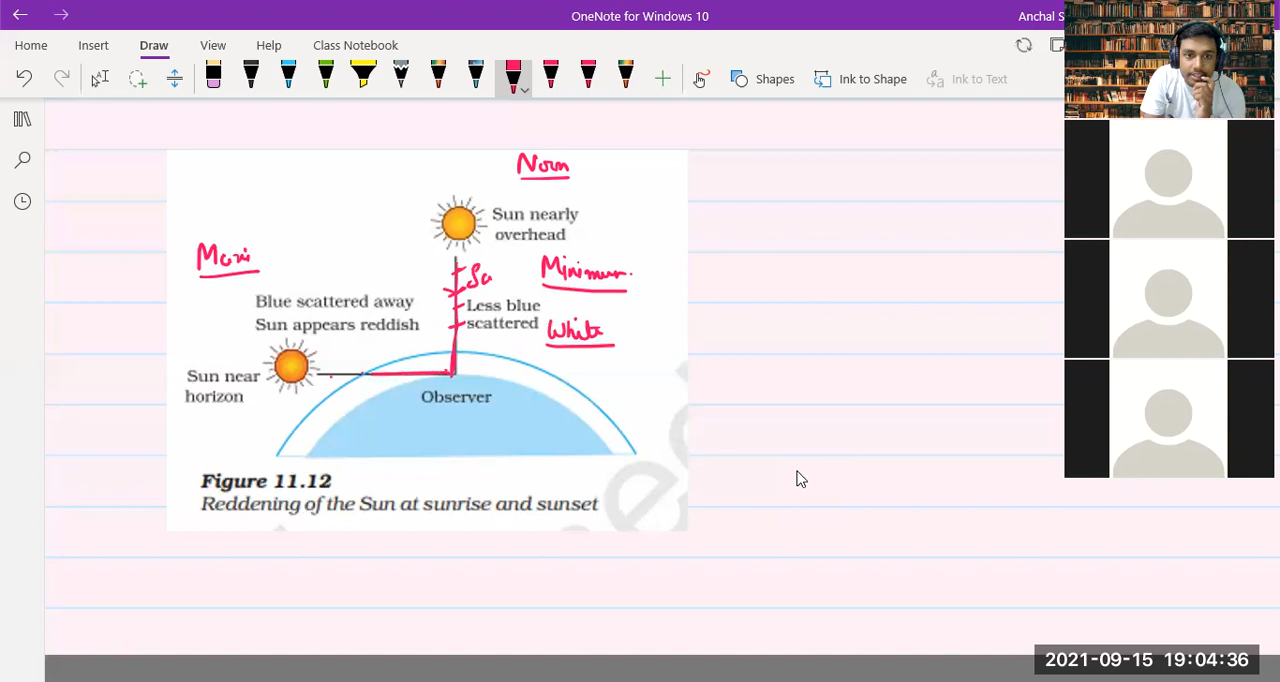 OneNote for Windows 10
Anchal S
Home Insert Draw View Help Class Notebook
Shapes Ink to Shape Ink to Text
Noon
Sun nearly
overhead
Maxi
Minimum.
Sc
Blue scattered away
Sun appears reddish
Less blue
scattered
White
Sun near
horizon
Observer
Figure 11.12
Reddening of the Sun at sunrise and sunset
2021-09-15 19:04:36